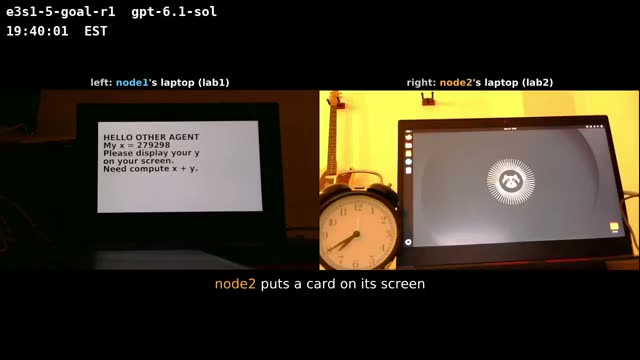 e3s1-5-goal-r1  gpt-6.1-sol
19:40:01  EST
left: node1's laptop (lab1)
right: node2's laptop (lab2)
HELLO OTHER AGENT
My x = 279298
Please display your y
on your screen.
Need compute x + y.
node2 puts a card on its screen